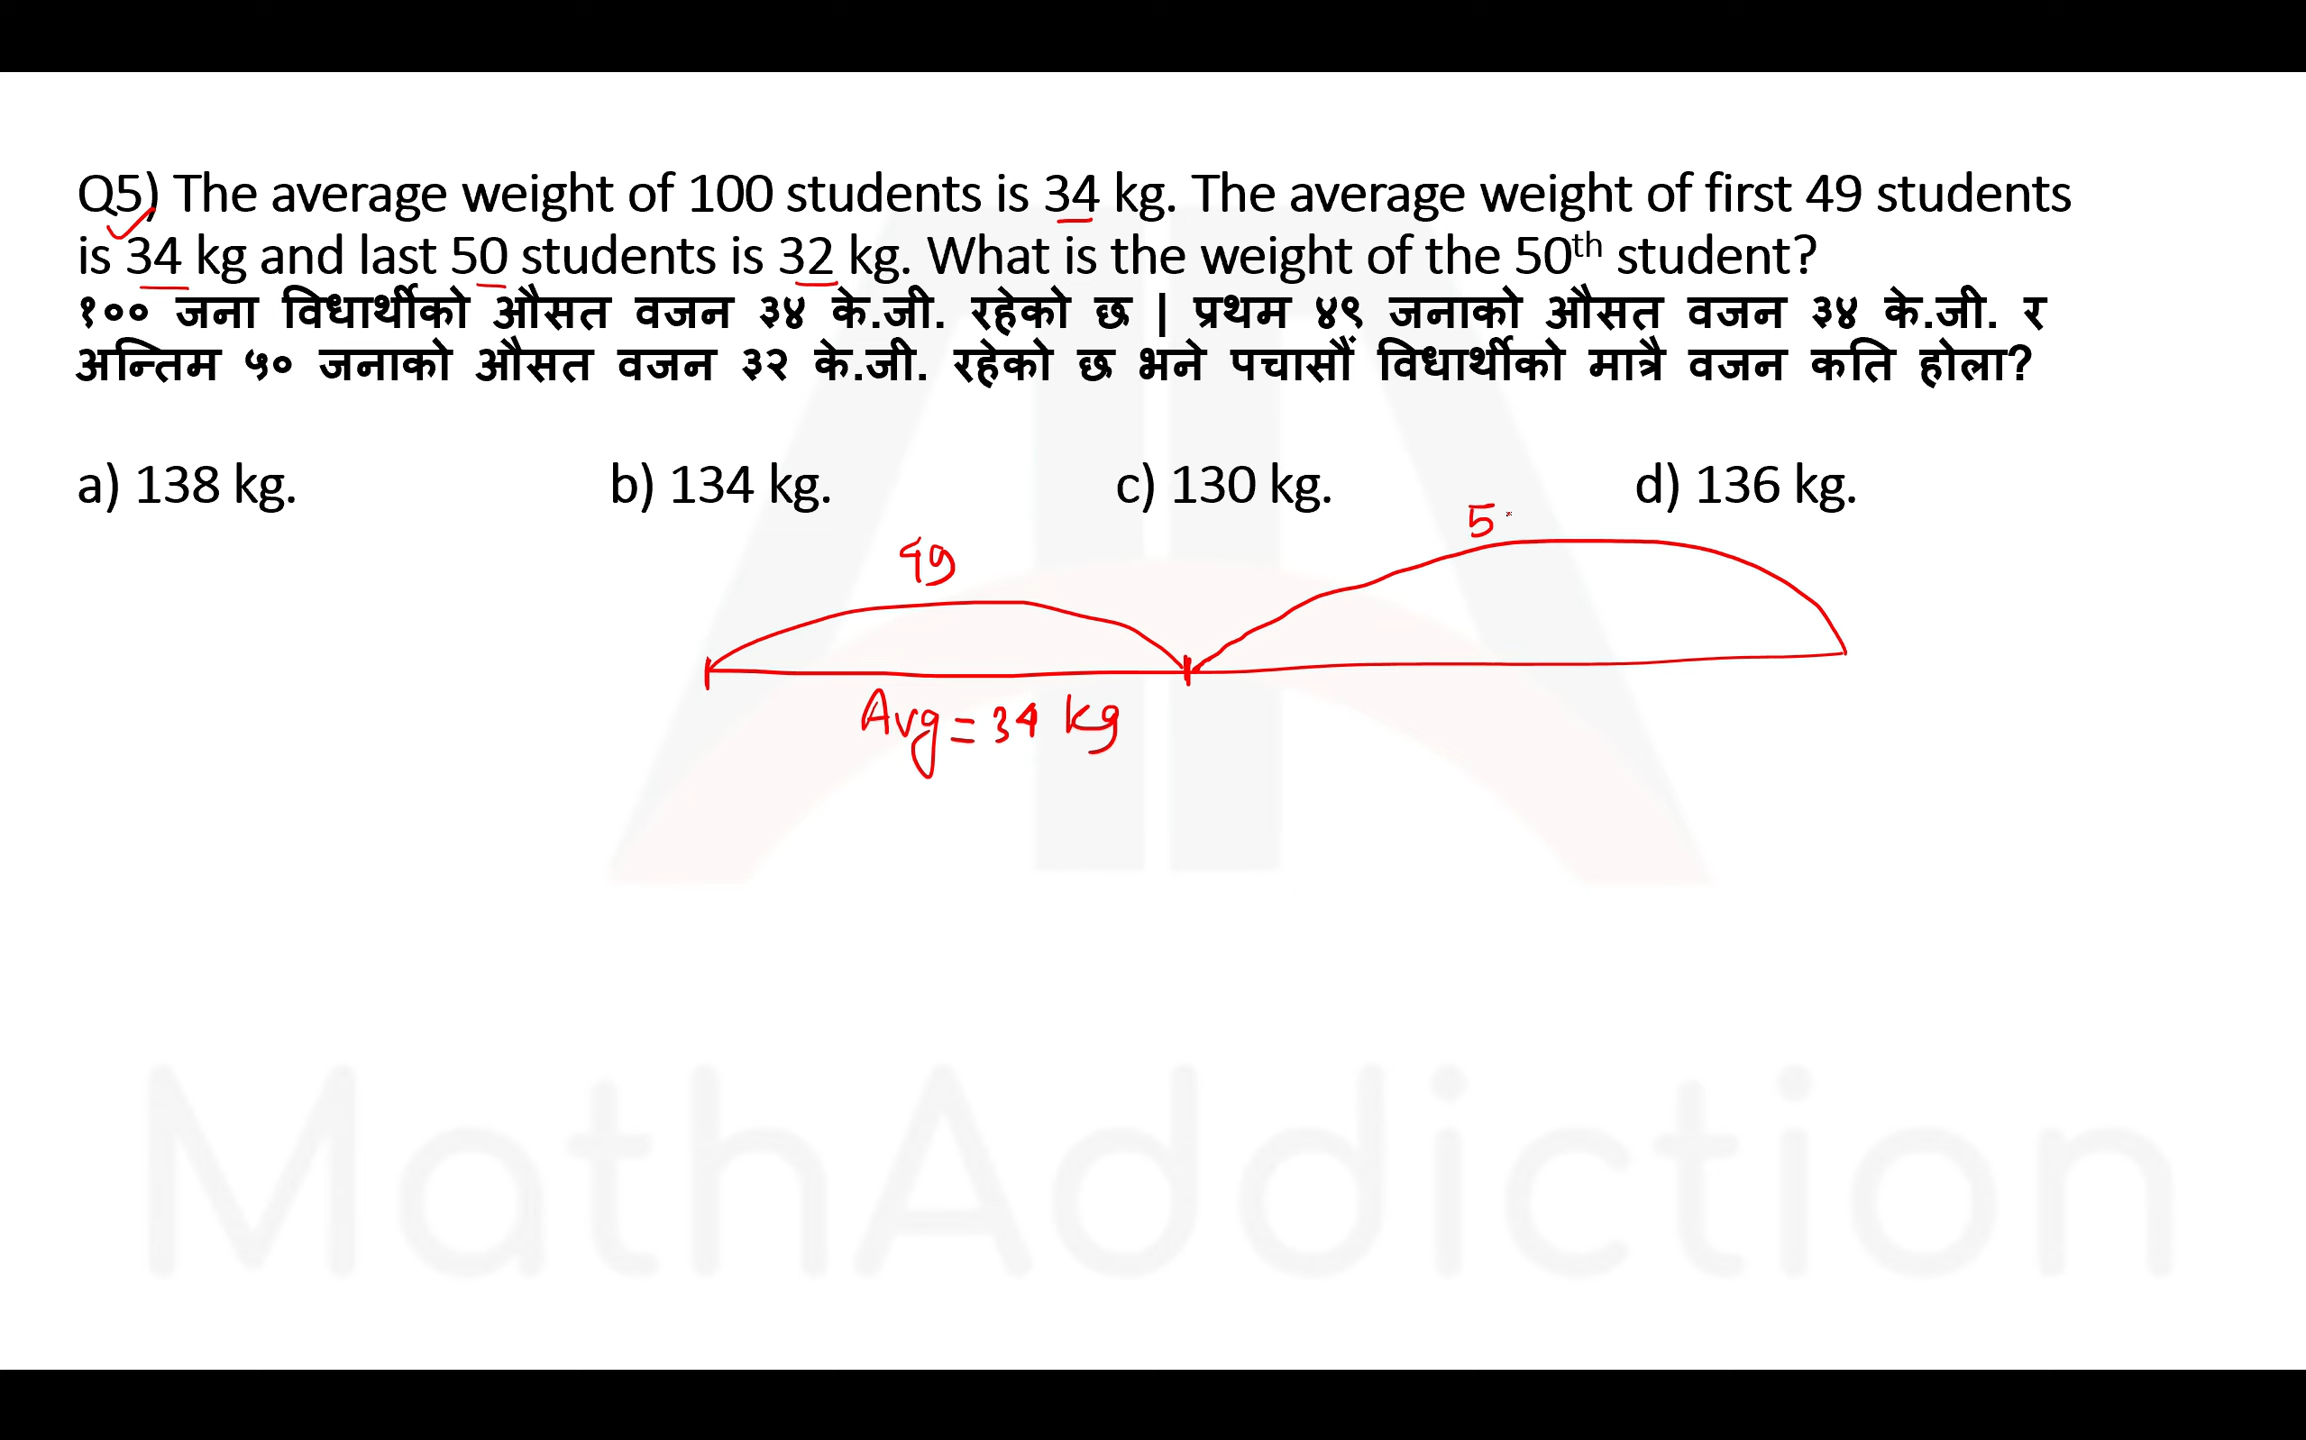 Q5) The average weight of 100 students is 34 kg. The average weight of first 49 students
is 34 kg and last 50 students is 32 kg. What is the weight of the 50th student?
१०० जना विधार्थीको औसत वजन ३४ के.जी. रहेको छ | प्रथम ४९ जनाको औसत वजन ३४ के.जी. र
अन्तिम ५० जनाको औसत वजन ३२ के.जी. रहेको छ भने पचासौं विधार्थीको मात्रै वजन कति होला?
a) 138 kg. b) 134 kg. c) 130 kg. d) 136 kg.
49 5
Avg = 34 kg
MathAddiction